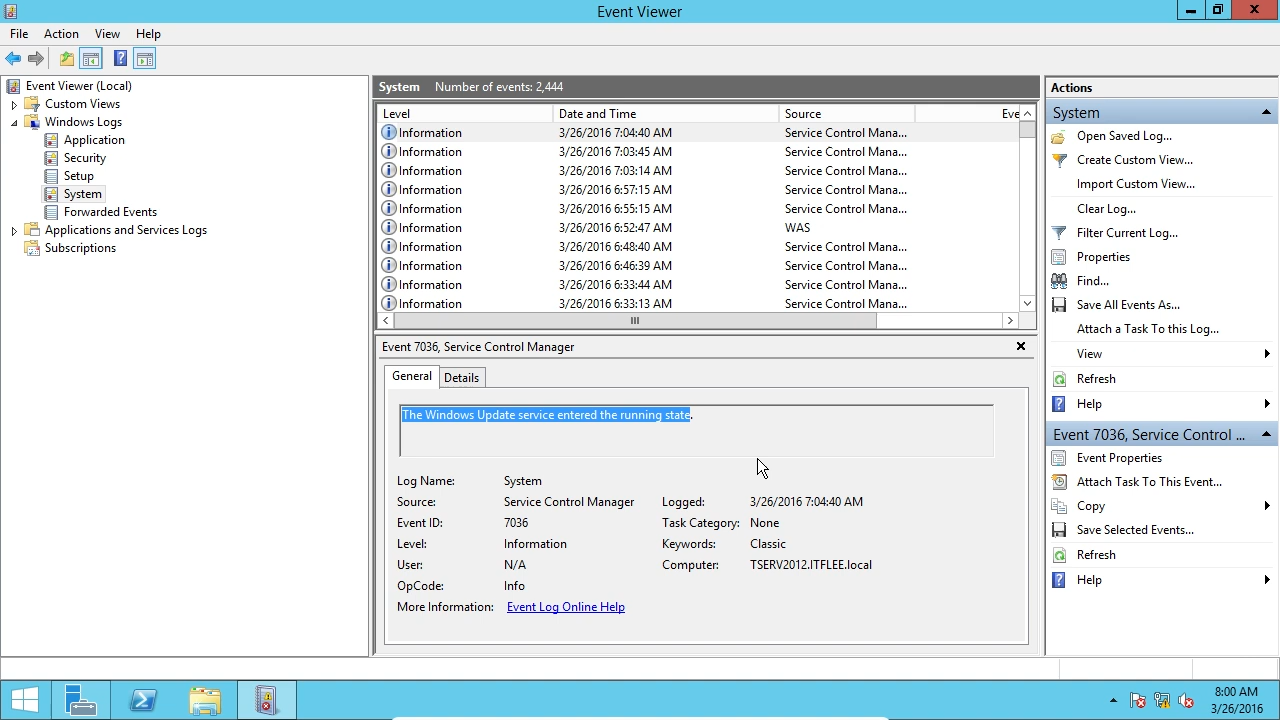 Event Viewer
File Action View Help
Event Viewer (Local)
Custom Views
Windows Logs
Application
Security
Setup
System
Forwarded Events
Applications and Services Logs
Subscriptions
System Number of events: 2,444
Level Date and Time Source Eve
Information 3/26/2016 7:04:40 AM Service Control Mana...
Information 3/26/2016 7:03:45 AM Service Control Mana...
Information 3/26/2016 7:03:14 AM Service Control Mana...
Information 3/26/2016 6:57:15 AM Service Control Mana...
Information 3/26/2016 6:55:15 AM Service Control Mana...
Information 3/26/2016 6:52:47 AM WAS
Information 3/26/2016 6:48:40 AM Service Control Mana...
Information 3/26/2016 6:46:39 AM Service Control Mana...
Information 3/26/2016 6:33:44 AM Service Control Mana...
Information 3/26/2016 6:33:13 AM Service Control Mana...
Event 7036, Service Control Manager
General Details
The Windows Update service entered the running state.
Log Name: System
Source: Service Control Manager Logged: 3/26/2016 7:04:40 AM
Event ID: 7036 Task Category: None
Level: Information Keywords: Classic
User: N/A Computer: TSERV2012.ITFLEE.local
OpCode: Info
More Information: Event Log Online Help
Actions
System
Open Saved Log...
Create Custom View...
Import Custom View...
Clear Log...
Filter Current Log...
Properties
Find...
Save All Events As...
Attach a Task To this Log...
View
Refresh
Help
Event 7036, Service Control ...
Event Properties
Attach Task To This Event...
Copy
Save Selected Events...
Refresh
Help
8:00 AM
3/26/2016